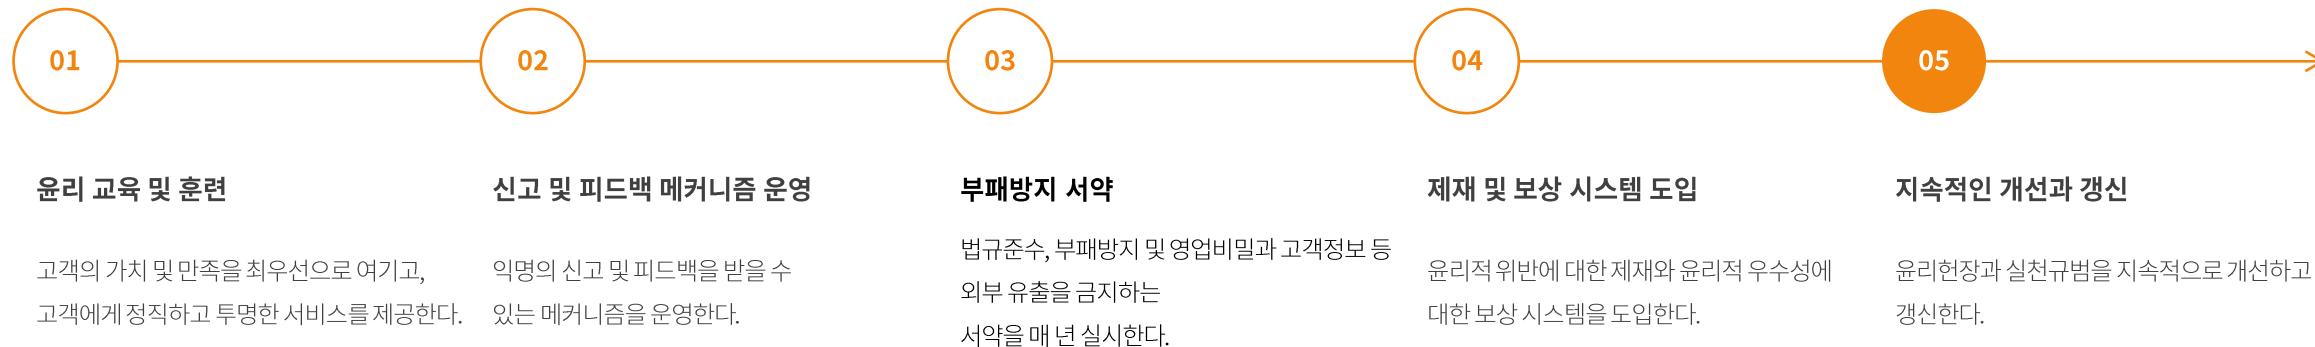 01
02
03
04
05
윤리 교육 및 훈련
고객의 가치 및 만족을 최우선으로 여기고,
고객에게 정직하고 투명한 서비스를 제공한다.
신고 및 피드백 메커니즘 운영
익명의 신고 및 피드백을 받을 수
있는 메커니즘을 운영한다.
부패방지 서약
법규준수, 부패방지 및 영업비밀과 고객정보 등
외부 유출을 금지하는
서약을 매 년 실시한다.
제재 및 보상 시스템 도입
윤리적 위반에 대한 제재와 윤리적 우수성에
대한 보상 시스템을 도입한다.
지속적인 개선과 갱신
윤리헌장과 실천규범을 지속적으로 개선하고
갱신한다.